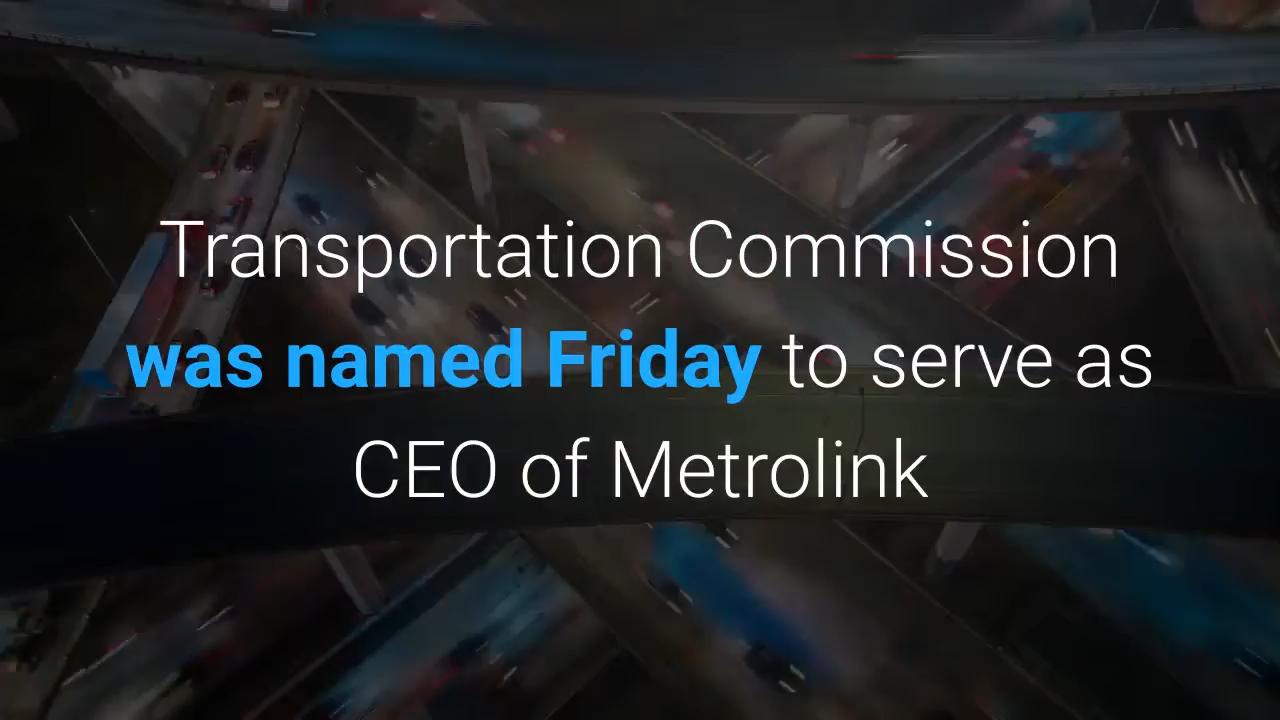 Transportation Commission
was named Friday to serve as
CEO of Metrolink